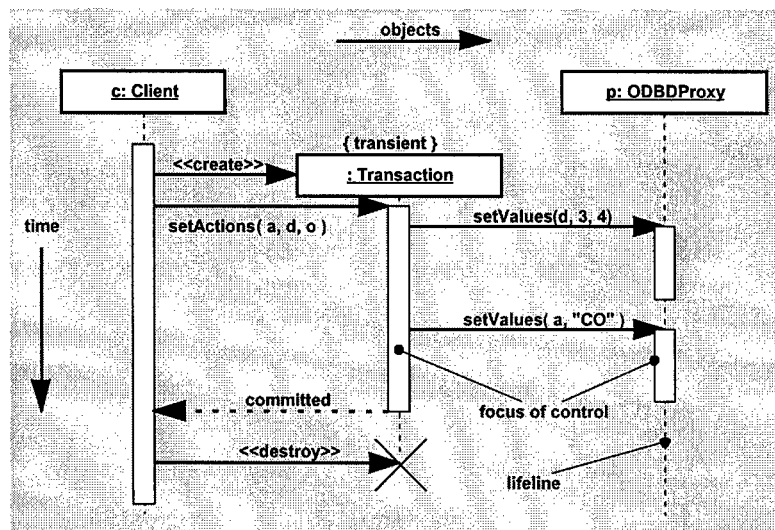 objects
c: Client
p: ODBDProxy
{ transient }
<<create>>
: Transaction
time
setActions( a, d, o )
setValues(d, 3, 4)
setValues( a, "CO" )
committed
focus of control
<<destroy>>
lifeline